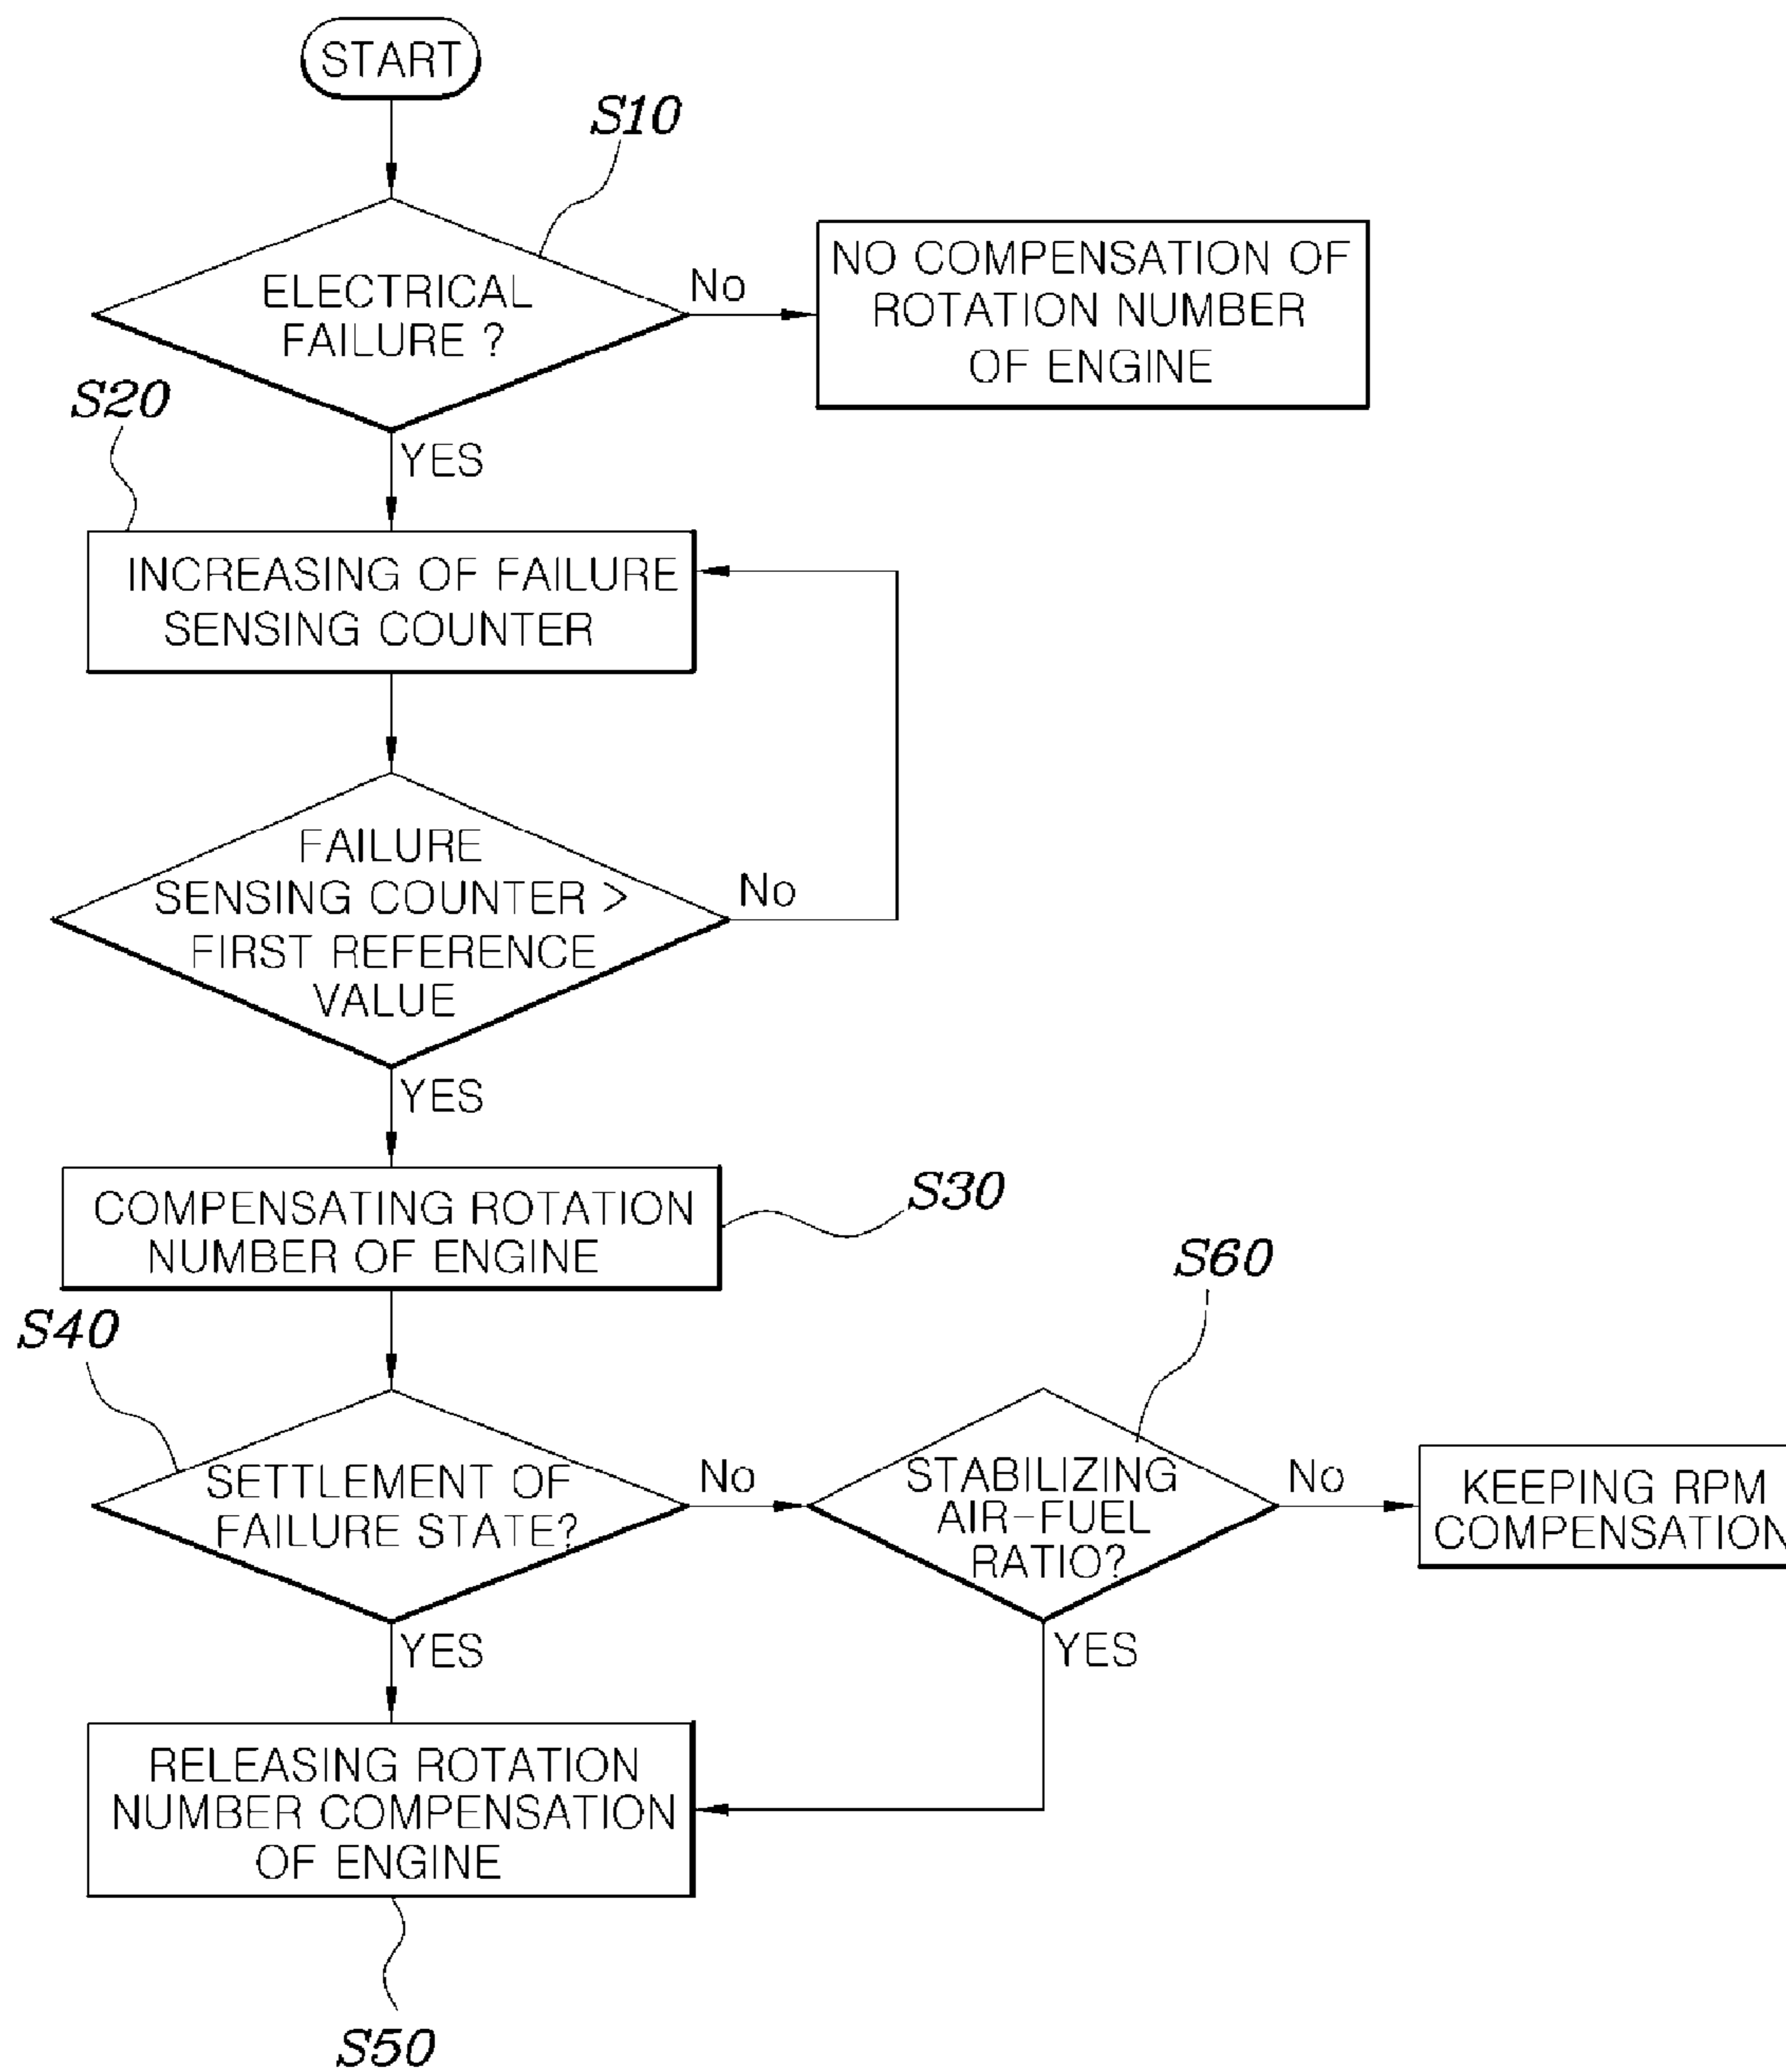 START
S10
ELECTRICAL
FAILURE ?
No
NO COMPENSATION OF
ROTATION NUMBER
OF ENGINE
S20
YES
INCREASING OF FAILURE
SENSING COUNTER
FAILURE
SENSING COUNTER >
FIRST REFERENCE
VALUE
No
YES
COMPENSATING ROTATION
NUMBER OF ENGINE
S30
S60
S40
SETTLEMENT OF
FAILURE STATE?
No
STABILIZING
AIR-FUEL
RATIO?
No
KEEPING RPM
COMPENSATION
YES
YES
RELEASING ROTATION
NUMBER COMPENSATION
OF ENGINE
S50